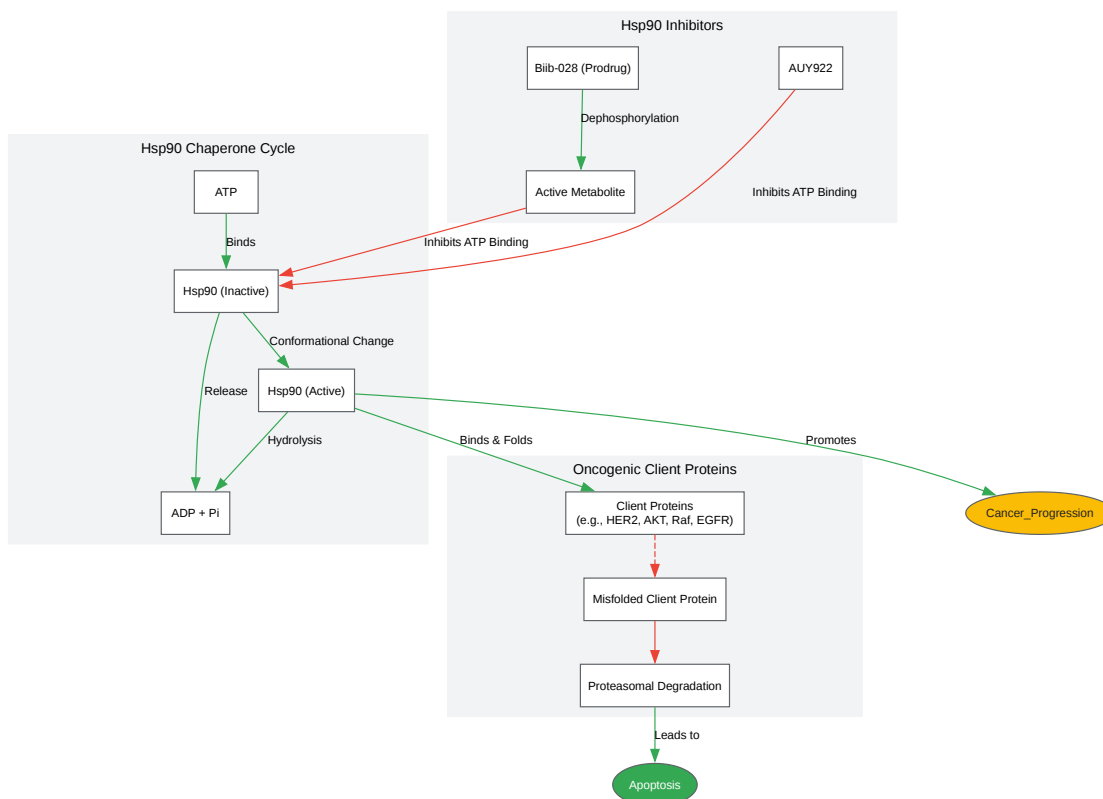 Hsp90 Inhibitors
Biib-028 (Prodrug)
AUY922
Dephosphorylation
Hsp90 Chaperone Cycle
ATP
Active Metabolite
Inhibits ATP Binding
Binds
Inhibits ATP Binding
Hsp90 (Inactive)
Conformational Change
Release
Hsp90 (Active)
Hydrolysis
Binds & Folds
Promotes
Oncogenic Client Proteins
ADP + Pi
Client Proteins
(e.g., HER2, AKT, Raf, EGFR)
Cancer_Progression
Misfolded Client Protein
Proteasomal Degradation
Leads to
Apoptosis